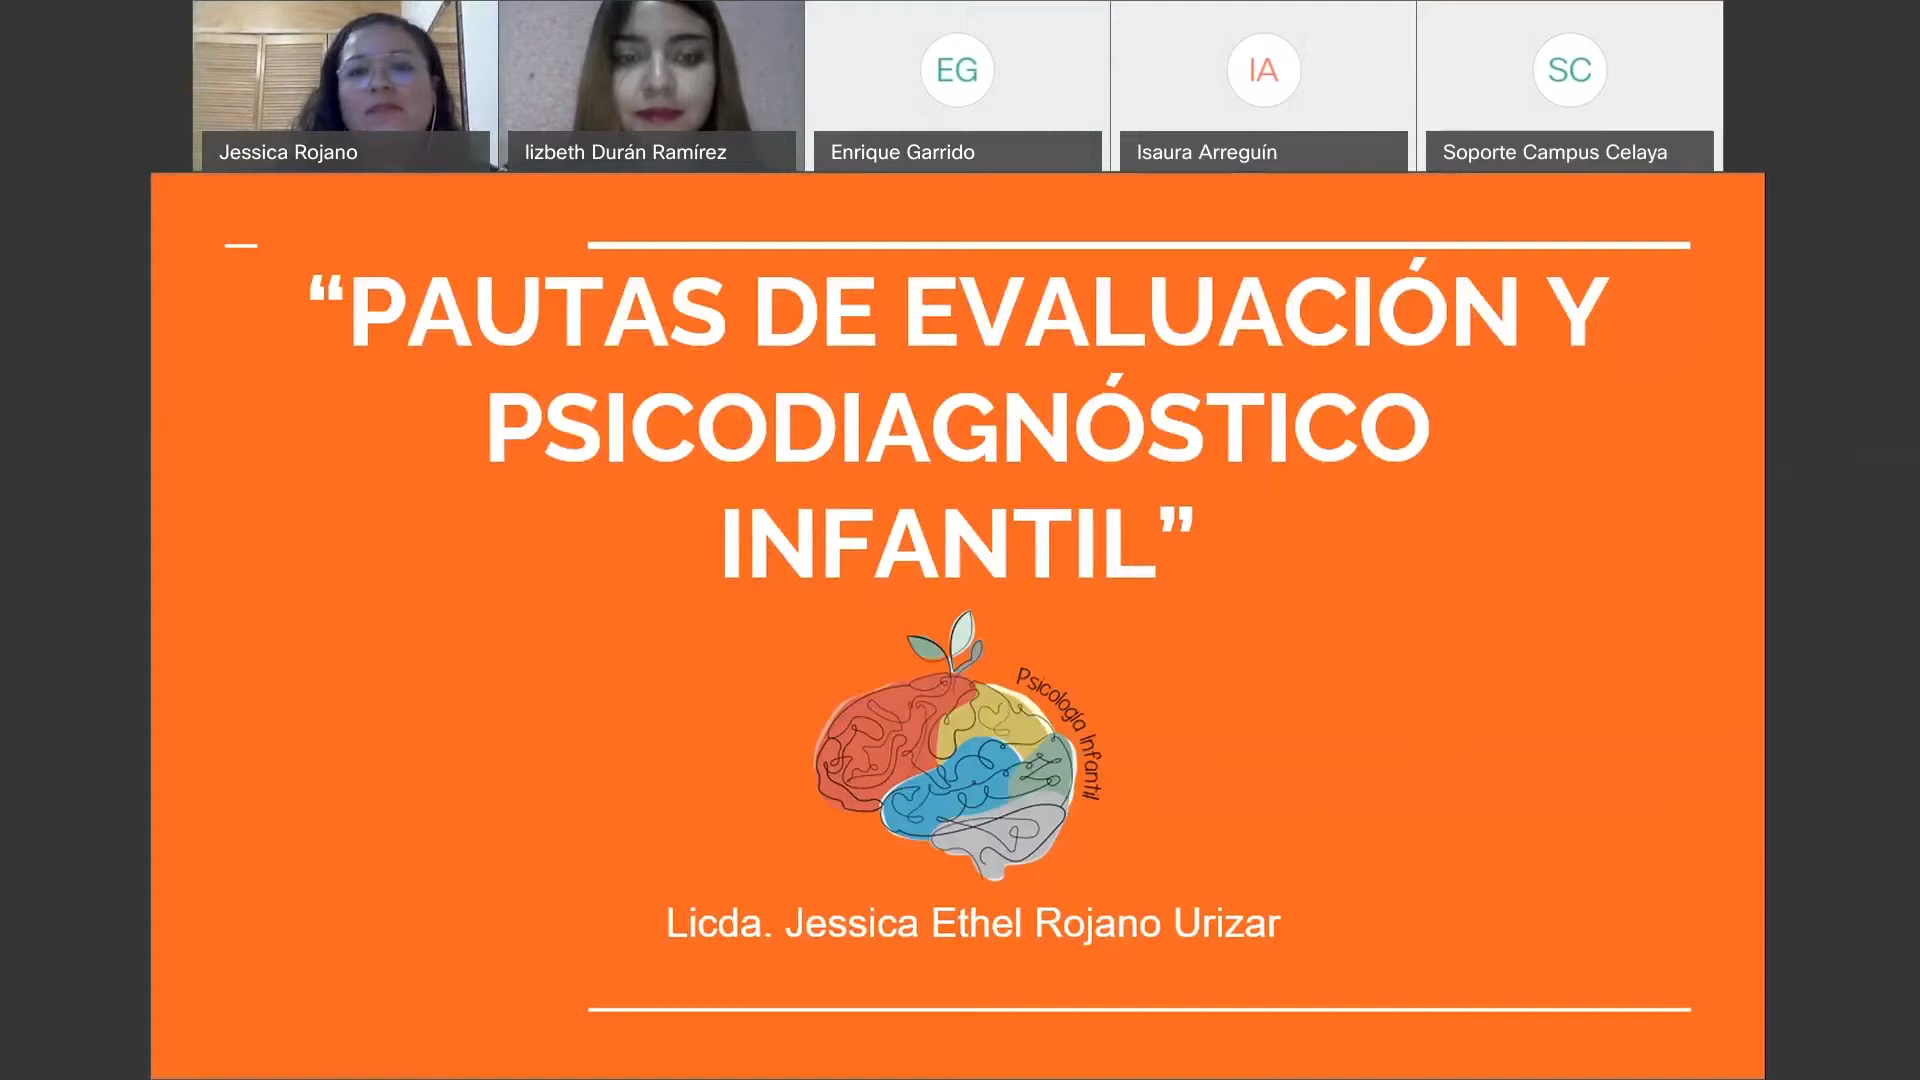 EG
IA
SC
Jessica Rojano
lizbeth Durán Ramírez
Enrique Garrido
Isaura Arreguín
Soporte Campus Celaya
“PAUTAS DE EVALUACIÓN Y
PSICODIAGNÓSTICO
INFANTIL”
Psicología Infantil
Licda. Jessica Ethel Rojano Urizar